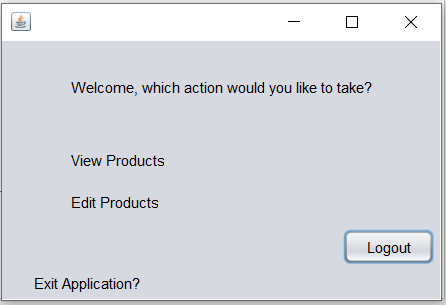 Welcome, which action would you like to take?
View Products
Edit Products
Logout
Exit Application?